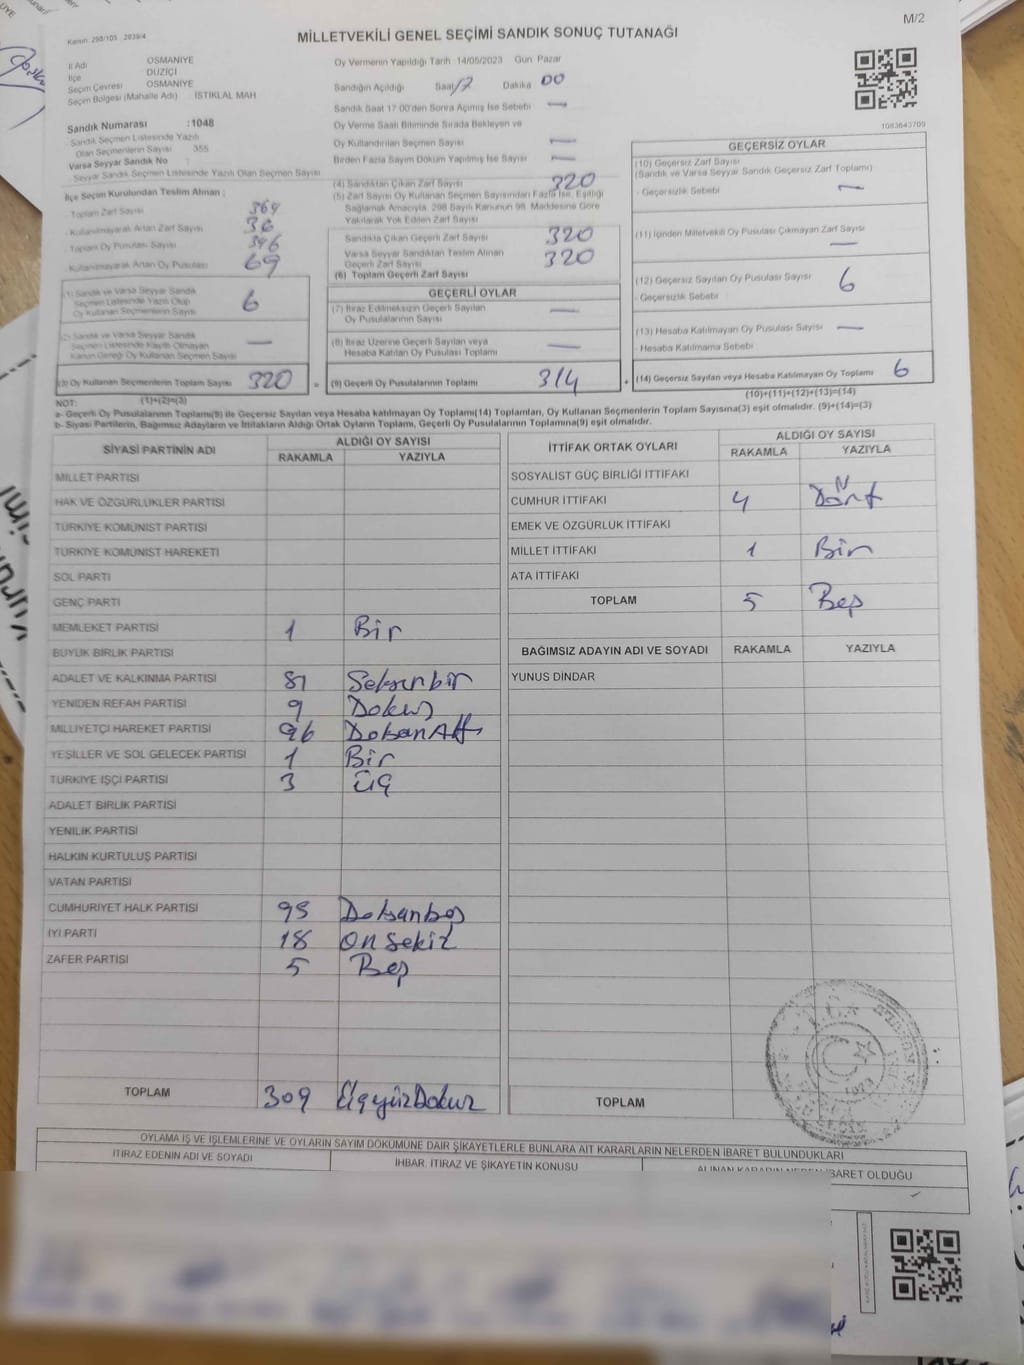 M/2
Kanun: 298/105 : 2839/4
MİLLETVEKİLİ GENEL SEÇİMİ SANDIK SONUÇ TUTANAĞI
İl Adı OSMANİYE
İlçe DÜZİÇİ
Seçim Çevresi OSMANİYE
Seçim Bölgesi (Mahalle Adı) : İSTİKLAL MAH
Sandık Numarası :1048
- Sandık Seçmen Listesinde Yazılı
Olan Seçmenlerin Sayısı 355
Varsa Seyyar Sandık No :
- Seyyar Sandık Seçmen Listesinde Yazılı Olan Seçmen Sayısı
İlçe Seçim Kurulundan Teslim Alınan ;
- Toplam Zarf Sayısı 364
- Kullanılmayarak Artan Zarf Sayısı 36
- Toplam Oy Pusulası Sayısı 396
- Kullanılmayarak Artan Oy Pusulası 69
(1) Sandık ve Varsa Seyyar Sandık
Seçmen Listesinde Yazılı Olup
Oy Kullanan Seçmenlerin Sayısı 6
(2) Sandık ve Varsa Seyyar Sandık
Seçmen Listesinde Kayıtlı Olmayan
Kanun Gereği Oy Kullanan Seçmen Sayısı —
(3) Oy Kullanan Seçmenlerin Toplam Sayısı 320 =
(1)+(2)=(3)
Oy Vermenin Yapıldığı Tarih 14/05/2023 Gün Pazar
Sandığın Açıldığı Saat 17 Dakika 00
Sandık Saat 17:00'den Sonra Açılmış İse Sebebi —
Oy Verme Saati Bitiminde Sırada Bekleyen ve
Oy Kullandırılan Seçmen Sayısı —
Birden Fazla Sayım Döküm Yapılmış İse Sayısı —
(4) Sandıktan Çıkan Zarf Sayısı 320
(5) Zarf Sayısı Oy Kullanan Seçmen Sayısından Fazla İse, Eşitliği
Sağlamak Amacıyla, 298 Sayılı Kanunun 98. Maddesine Göre
Yakılarak Yok Edilen Zarf Sayısı
Sandıkta Çıkan Geçerli Zarf Sayısı 320
Varsa Seyyar Sandıktan Teslim Alınan
Geçerli Zarf Sayısı 320
(6) Toplam Geçerli Zarf Sayısı
GEÇERLİ OYLAR
(7) İtiraz Edilmeksizin Geçerli Sayılan
Oy Pusulalarının Sayısı —
(8) İtiraz Üzerine Geçerli Sayılan veya
Hesaba Katılan Oy Pusulası Toplamı —
(9) Geçerli Oy Pusulalarının Toplamı 314 +
1083643709
GEÇERSİZ OYLAR
(10) Geçersiz Zarf Sayısı
(Sandık ve Varsa Seyyar Sandık Geçersiz Zarf Toplamı)
- Geçersizlik Sebebi —
(11) İçinden Milletvekili Oy Pusulası Çıkmayan Zarf Sayısı
—
(12) Geçersiz Sayılan Oy Pusulası Sayısı 6
- Geçersizlik Sebebi
(13) Hesaba Katılmayan Oy Pusulası Sayısı —
- Hesaba Katılmama Sebebi
(14) Geçersiz Sayılan veya Hesaba Katılmayan Oy Toplamı 6
(10)+(11)+(12)+(13)=(14)
NOT:
a- Geçerli Oy Pusulalarının Toplamı(9) ile Geçersiz Sayılan veya Hesaba katılmayan Oy Toplamı(14) Toplamları, Oy Kullanan Seçmenlerin Toplam Sayısına(3) eşit olmalıdır. (9)+(14)=(3)
b- Siyasi Partilerin, Bağımsız Adayların ve İttifakların Aldığı Ortak Oyların Toplamı, Geçerli Oy Pusulalarının Toplamına(9) eşit olmalıdır.
SİYASİ PARTİNİN ADI ALDIĞI OY SAYISI
RAKAMLA YAZIYLA
MİLLET PARTİSİ
HAK VE ÖZGÜRLÜKLER PARTİSİ
TÜRKİYE KOMÜNİST PARTİSİ
TÜRKİYE KOMÜNİST HAREKETİ
SOL PARTİ
GENÇ PARTİ
MEMLEKET PARTİSİ 1 Bir
BÜYÜK BİRLİK PARTİSİ
ADALET VE KALKINMA PARTİSİ 81 Seksenbir
YENİDEN REFAH PARTİSİ 9 Dokuz
MİLLİYETÇİ HAREKET PARTİSİ 96 DoksanAltı
YEŞİLLER VE SOL GELECEK PARTİSİ 1 Bir
TÜRKİYE İŞÇİ PARTİSİ 3 üç
ADALET BİRLİK PARTİSİ
YENİLİK PARTİSİ
HALKIN KURTULUŞ PARTİSİ
VATAN PARTİSİ
CUMHURİYET HALK PARTİSİ 95 Doksanbeş
İYİ PARTİ 18 on sekiz
ZAFER PARTİSİ 5 Beş
TOPLAM 309 ÜçyüzDokuz
İTTİFAK ORTAK OYLARI ALDIĞI OY SAYISI
RAKAMLA YAZIYLA
SOSYALİST GÜÇ BİRLİĞİ İTTİFAKI
CUMHUR İTTİFAKI 4 Dört
EMEK VE ÖZGÜRLÜK İTTİFAKI
MİLLET İTTİFAKI 1 Bir
ATA İTTİFAKI
TOPLAM 5 Beş
BAĞIMSIZ ADAYIN ADI VE SOYADI RAKAMLA YAZIYLA
YUNUS DİNDAR
TOPLAM
OYLAMA İŞ VE İŞLEMLERİNE VE OYLARIN SAYIM DÖKÜMÜNE DAİR ŞİKAYETLERLE BUNLARA AİT KARARLARIN NELERDEN İBARET BULUNDUKLARI
İTİRAZ EDENİN ADI VE SOYADI İHBAR, İTİRAZ VE ŞİKAYETİN KONUSU ALINAN KARARIN NEDEN İBARET OLDUĞU